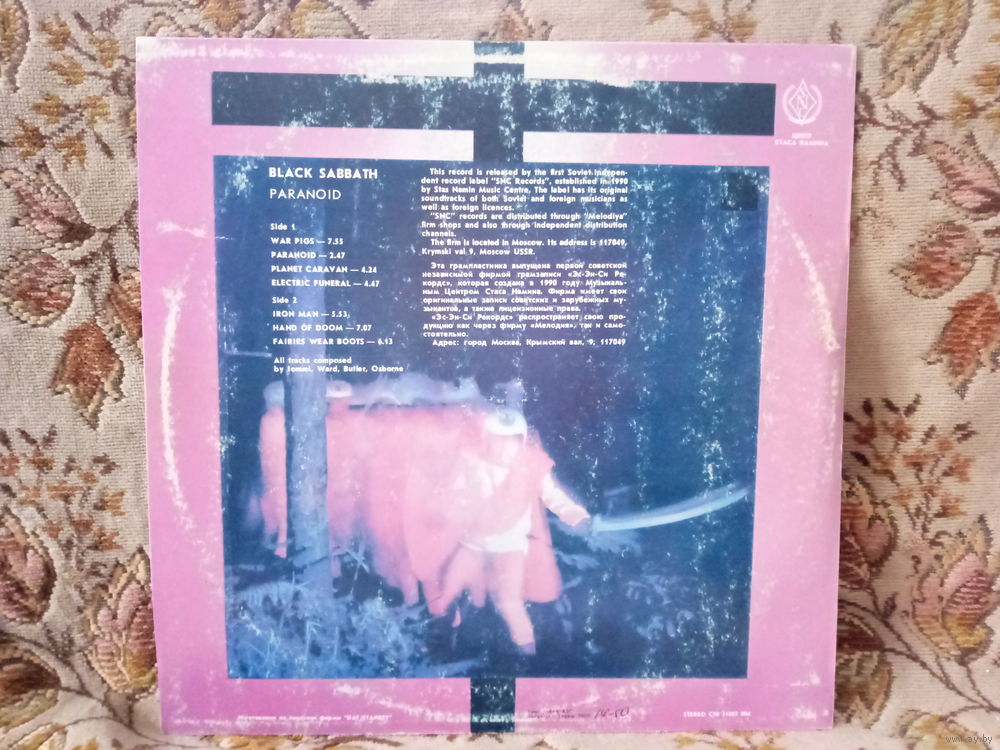 ЦЕНТР
СТАСА НАМИНА
BLACK SABBATH
PARANOID
Side 1
WAR PIGS — 7.55
PARANOID — 2.47
PLANET CARAVAN — 4.24
ELECTRIC FUNERAL — 4.47
Side 2
IRON MAN — 5.53
HAND OF DOOM — 7.07
FAIRIES WEAR BOOTS — 6.13
All tracks composed
by Iommi, Ward, Butler, Osborne
This record is released by the first Soviet indepen-
dent record label "SNC Records", established in 1990
by Stas Namin Music Centre. The label has its original
soundtracks of both Soviet and foreign musicians as
well as foreign licences.
"SNC" records are distributed through "Melodiya"
firm shops and also through independent distribution
channels.
The firm is located in Moscow. Its address is 117049,
Krymski val 9, Moscow USSR.
Эта грампластинка выпущена первой советской
независимой фирмой грамзаписи «Эс-Эн-Си Ре-
кордс», которая создана в 1990 году Музыкаль-
ным Центром Стаса Намина. Фирма имеет свои
оригинальные записи советских и зарубежных му-
зыкантов, а также лицензионные права.
«Эс-Эн-Си Рекордс» распространяет свою про-
дукцию как через фирму «Мелодия», так и само-
стоятельно.
Адрес: город Москва, Крымский вал, 9, 117049
STEREO
www.ay.by